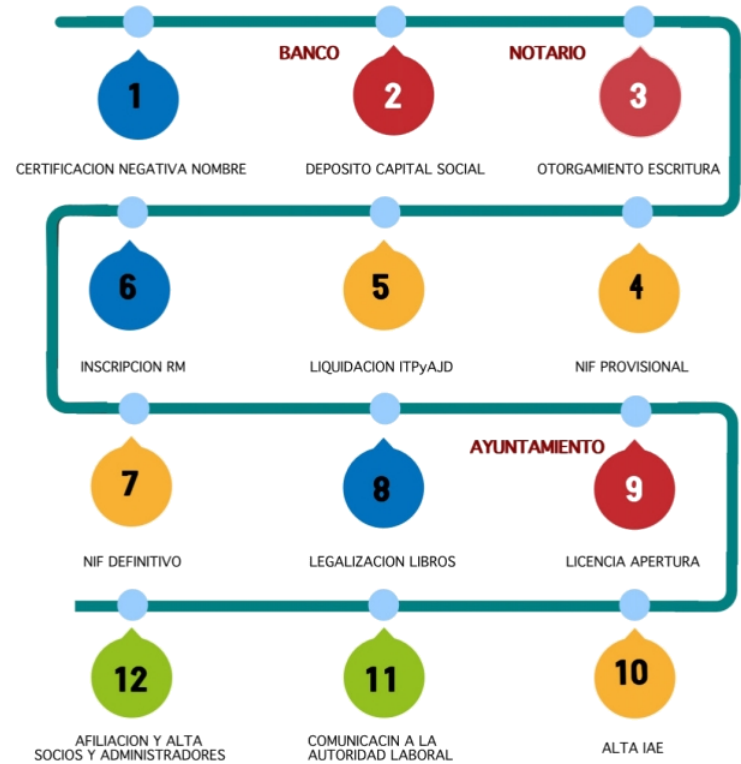 BANCO
NOTARIO
1
2
3
CERTIFICACION NEGATIVA NOMBRE
DEPOSITO CAPITAL SOCIAL
OTORGAMIENTO ESCRITURA
6
5
4
INSCRIPCION RM
LIQUIDACION ITPyAJD
NIF PROVISIONAL
AYUNTAMIENTO
7
8
9
NIF DEFINITIVO
LEGALIZACION LIBROS
LICENCIA APERTURA
12
11
10
AFILIACION Y ALTA
SOCIOS Y ADMINISTRADORES
COMUNICACIN A LA
AUTORIDAD LABORAL
ALTA IAE